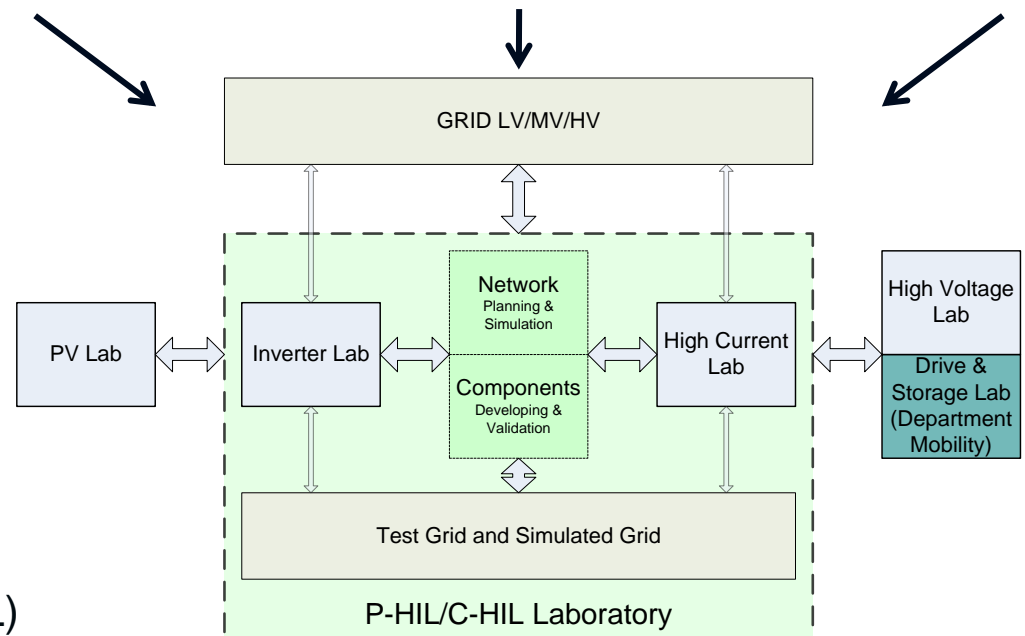 GRID LV/MV/HV
Network
Planning &
Simulation
PV Lab
Inverter Lab
High Current
Lab
High Voltage
Lab
Components
Developing &
Validation
Drive &
Storage Lab
(Department
Mobility)
Test Grid and Simulated Grid
P-HIL/C-HIL Laboratory
)